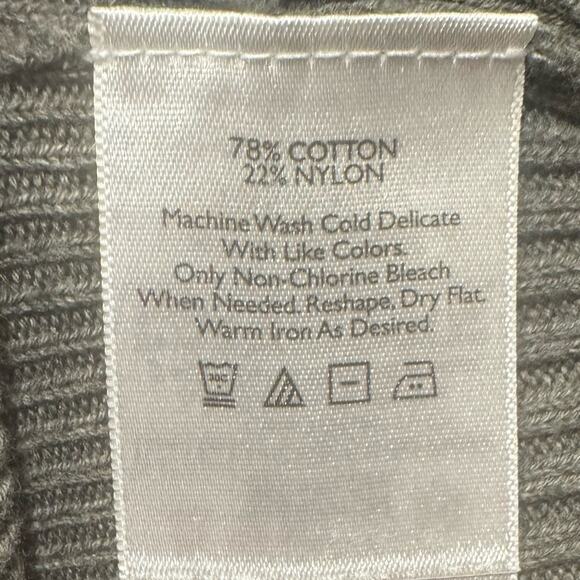 78% COTTON
22% NYLON
Machine Wash Cold Delicate
With Like Colors.
Only Non-Chlorine Bleach
When Needed. Reshape, Dry Flat.
Warm Iron As Desired.
30C